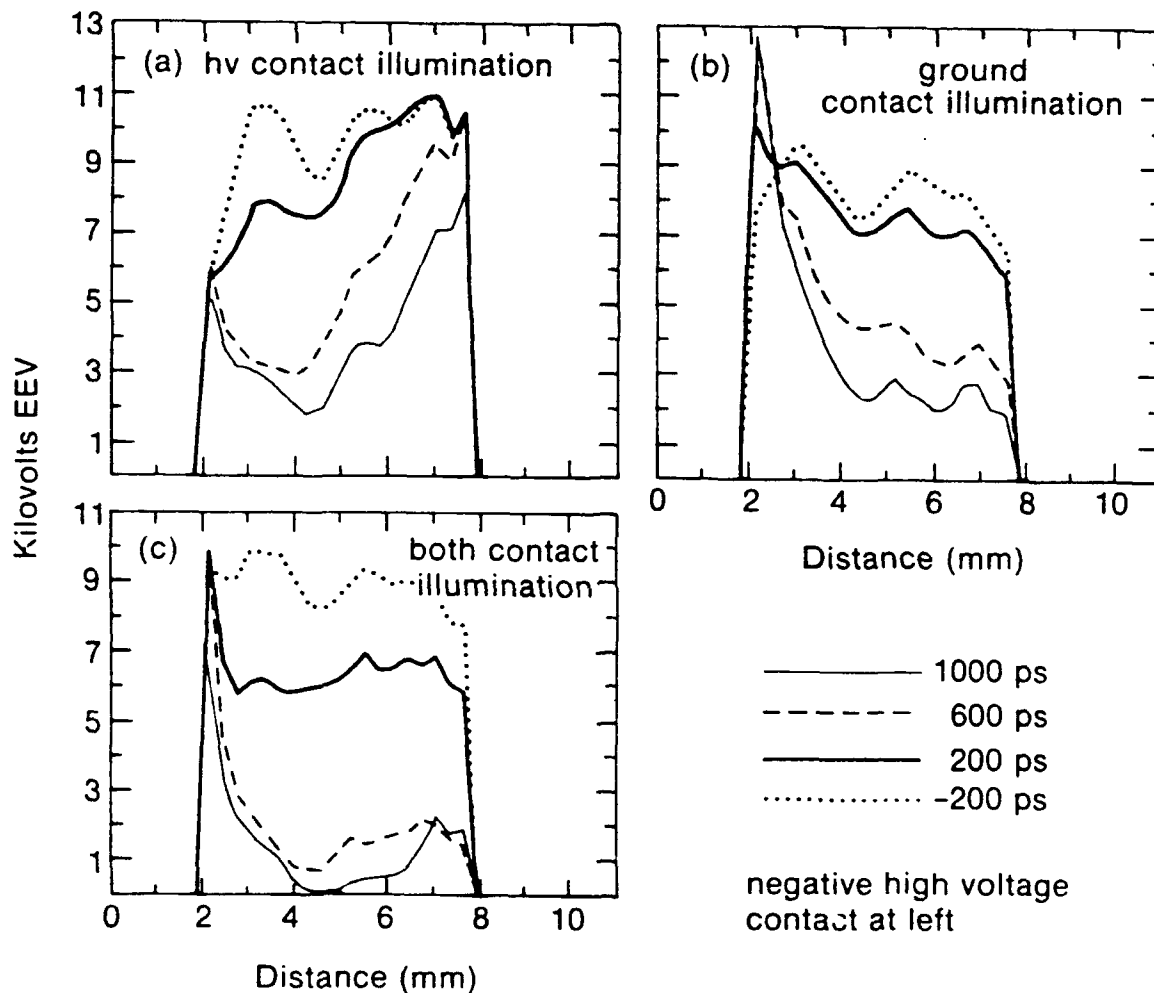 Kilovolts EEV
13
11
9
7
5
3
1
(a) hv contact illumination
(b) ground
contact illumination
0 2 4 6 8 10
Distance (mm)
11
9
7
5
3
1
(c) both contact
illumination
0 2 4 6 8 10
Distance (mm)
1000 ps
600 ps
200 ps
-200 ps
negative high voltage
contact at left